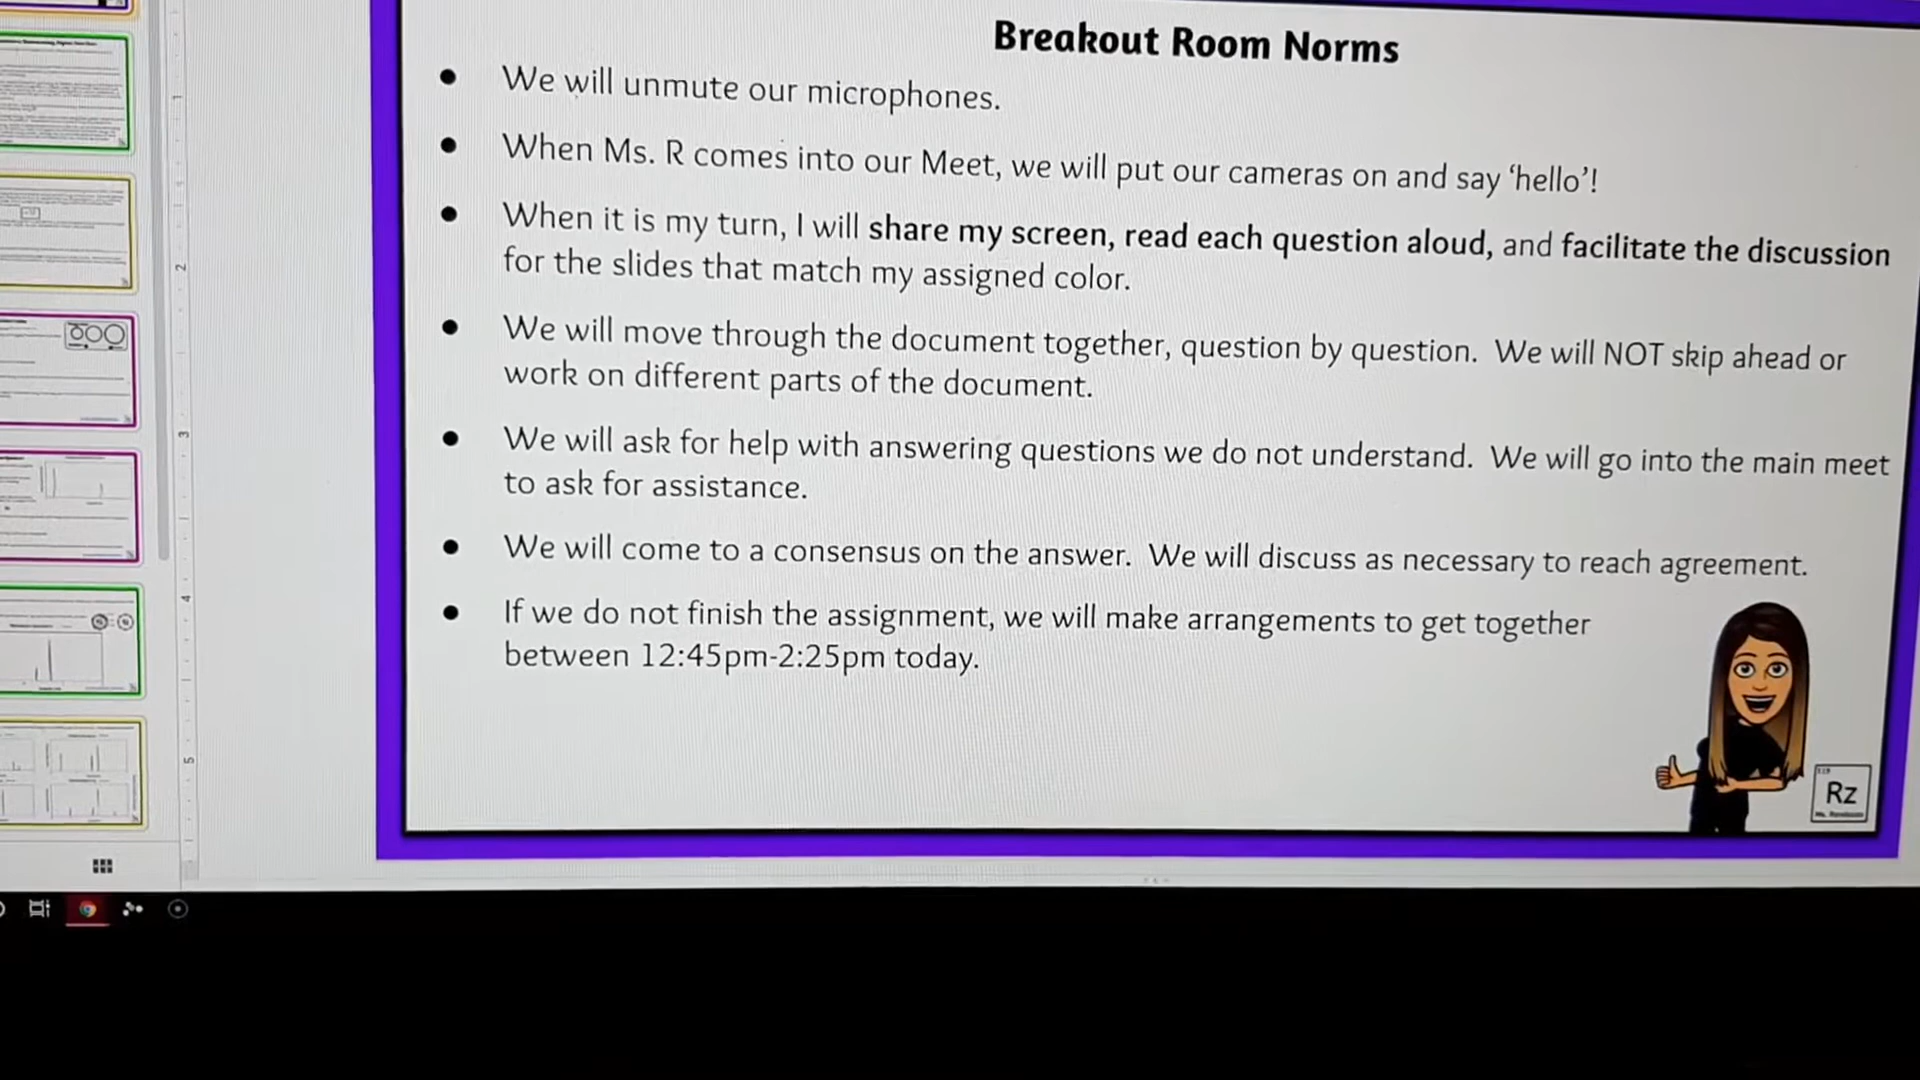 Breakout Room Norms
● We will unmute our microphones.
● When Ms. R comes into our Meet, we will put our cameras on and say ‘hello’!
● When it is my turn, I will share my screen, read each question aloud, and facilitate the discussion
for the slides that match my assigned color.
● We will move through the document together, question by question. We will NOT skip ahead or
work on different parts of the document.
● We will ask for help with answering questions we do not understand. We will go into the main meet
to ask for assistance.
● We will come to a consensus on the answer. We will discuss as necessary to reach agreement.
● If we do not finish the assignment, we will make arrangements to get together
between 12:45pm-2:25pm today.
Rz
1
2
3
4
5